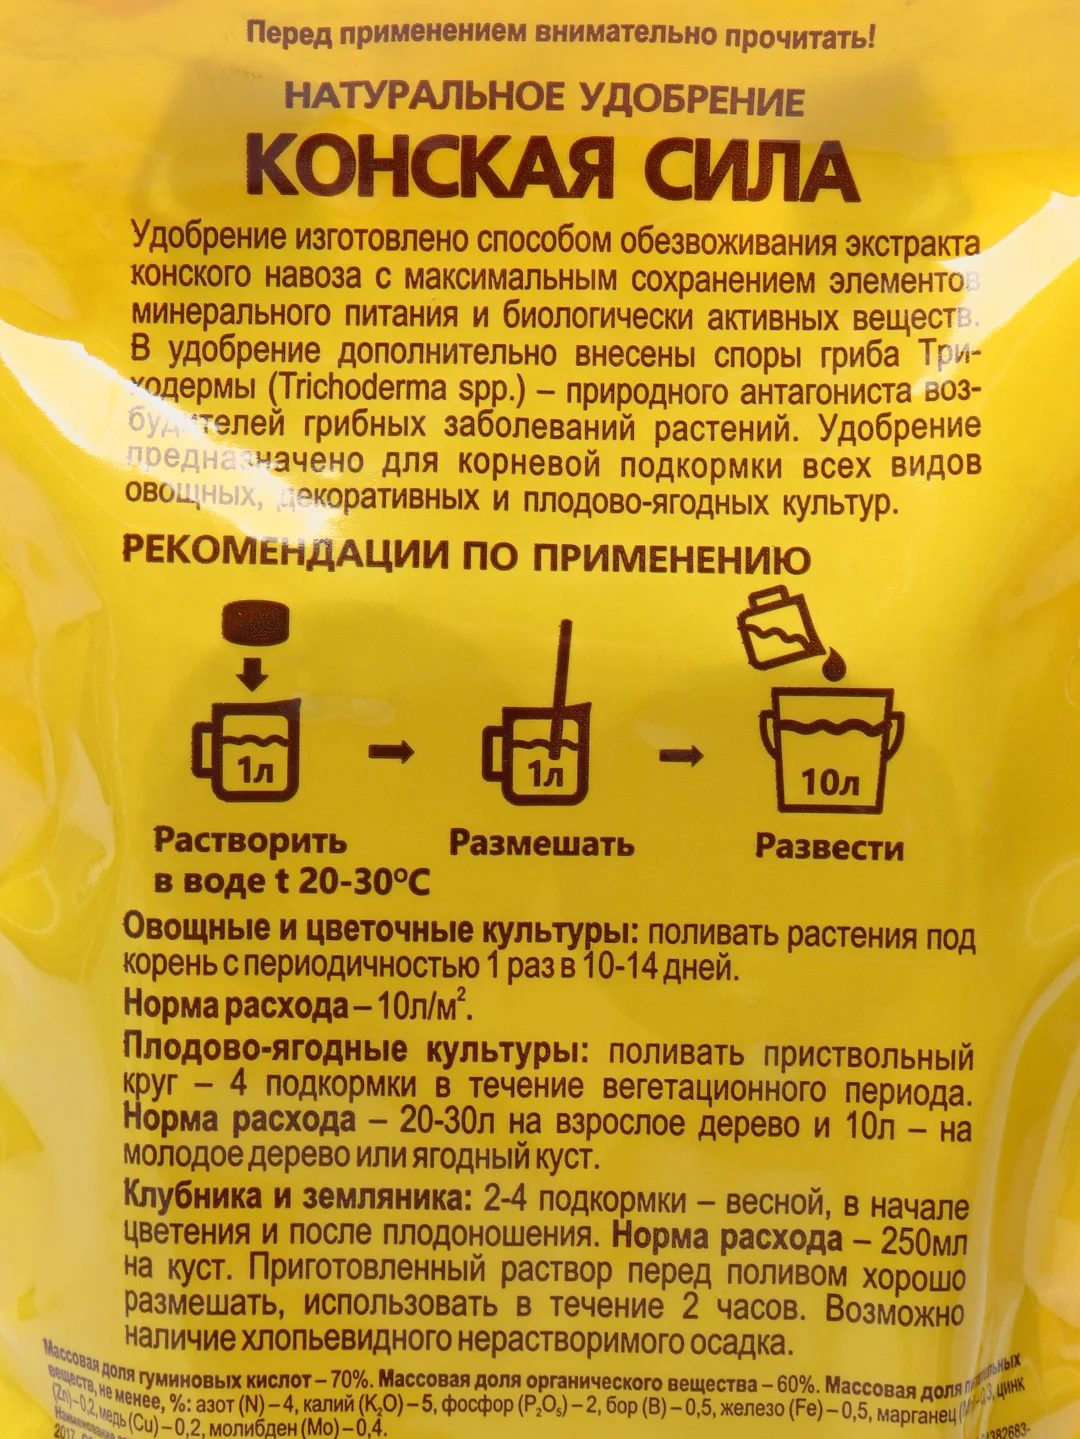 Перед применением внимательно прочитать!
НАТУРАЛЬНОЕ УДОБРЕНИЕ
КОНСКАЯ СИЛА
Удобрение изготовлено способом обезвоживания экстракта
конского навоза с максимальным сохранением элементов
минерального питания и биологически активных веществ.
В удобрение дополнительно внесены споры гриба Три-
ходермы (Trichoderma spp.) – природного антагониста воз-
будителей грибных заболеваний растений. Удобрение
предназначено для корневой подкормки всех видов
овощных, декоративных и плодово-ягодных культур.
РЕКОМЕНДАЦИИ ПО ПРИМЕНЕНИЮ
1л
1л
10л
Растворить
в воде t 20-30°С
Размешать
Развести
Овощные и цветочные культуры: поливать растения под
корень с периодичностью 1 раз в 10-14 дней.
Норма расхода – 10л/м².
Плодово-ягодные культуры: поливать приствольный
круг – 4 подкормки в течение вегетационного периода.
Норма расхода – 20-30л на взрослое дерево и 10л – на
молодое дерево или ягодный куст.
Клубника и земляника: 2-4 подкормки – весной, в начале
цветения и после плодоношения. Норма расхода – 250мл
на куст. Приготовленный раствор перед поливом хорошо
размешать, использовать в течение 2 часов. Возможно
наличие хлопьевидного нерастворимого осадка.
Массовая доля гуминовых кислот – 70%. Массовая доля органического вещества – 60%. Массовая доля
веществ, не менее, %: азот (N) – 4, калий (K₂O) – 5, фосфор (P₂O₅) – 2, бор (B) – 0,5, железо (Fe) – 0,5, марганец цинк
(Zn) – 0,2, медь (Cu) – 0,2, молибден (Mo) – 0,4.